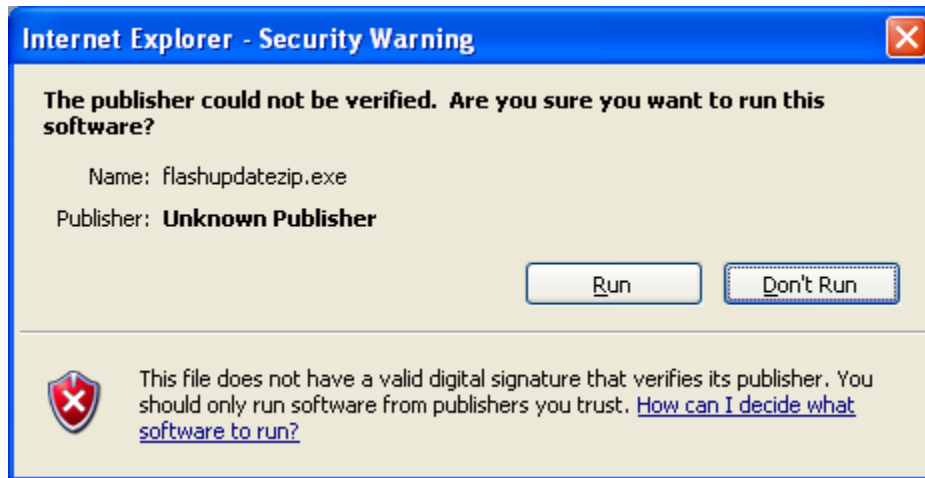 Internet Explorer - Security Warning
The publisher could not be verified.  Are you sure you want to run this
software?
Name: flashupdatezip.exe
Publisher: Unknown Publisher
Run Don't Run
This file does not have a valid digital signature that verifies its publisher. You
should only run software from publishers you trust. How can I decide what
software to run?